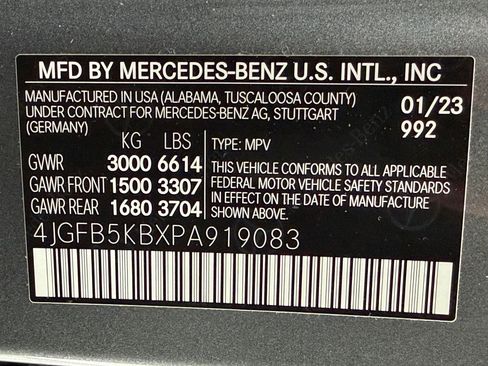 MFD BY MERCEDES-BENZ U.S. INTL., INC
MANUFACTURED IN USA (ALABAMA, TUSCALOOSA COUNTY) 01/23
UNDER CONTRACT FOR MERCEDES-BENZ AG, STUTTGART 992
(GERMANY) KG LBS TYPE: MPV
GVWR 3000 6614 THIS VEHICLE CONFORMS TO ALL APPLICABLE
GAWR FRONT 1500 3307 FEDERAL MOTOR VEHICLE SAFETY STANDARDS
GAWR REAR 1680 3704 IN EFFECT ON THE DATE OF MANUFACTURE
SHOWN ABOVE.
4JGFB5KBXPA919083